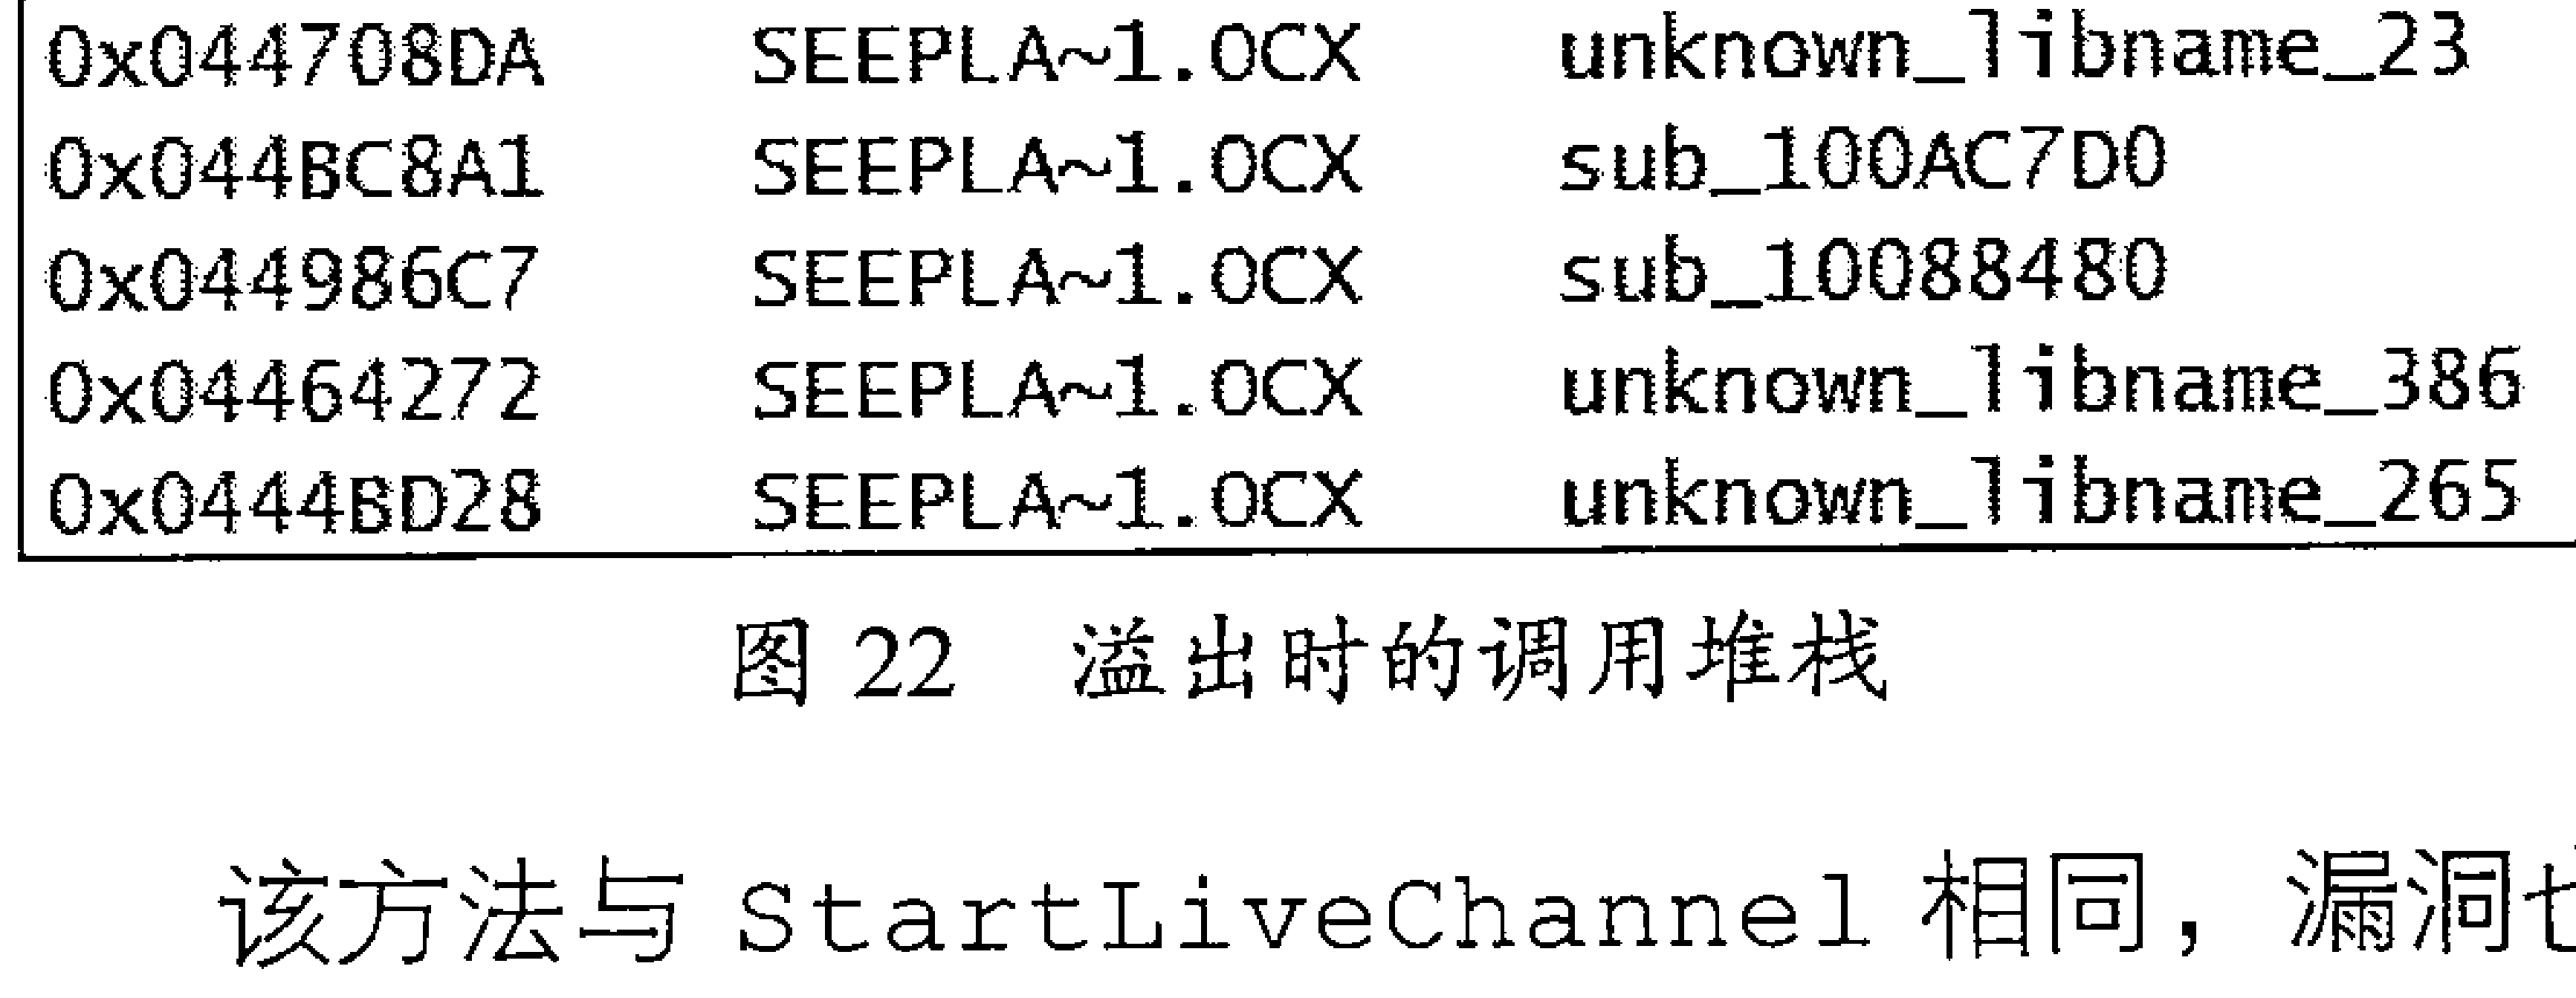 0x044708DA SEEPLA~1.OCX unknown_libname_23
0x044BC8A1 SEEPLA~1.OCX sub_100AC7D0
0x044986C7 SEEPLA~1.OCX sub_10088480
0x04464272 SEEPLA~1.OCX unknown_libname_386
0x0444BD28 SEEPLA~1.OCX unknown_libname_265
图 22 溢出时的调用堆栈
该方法与 StartLiveChannel 相同，漏洞